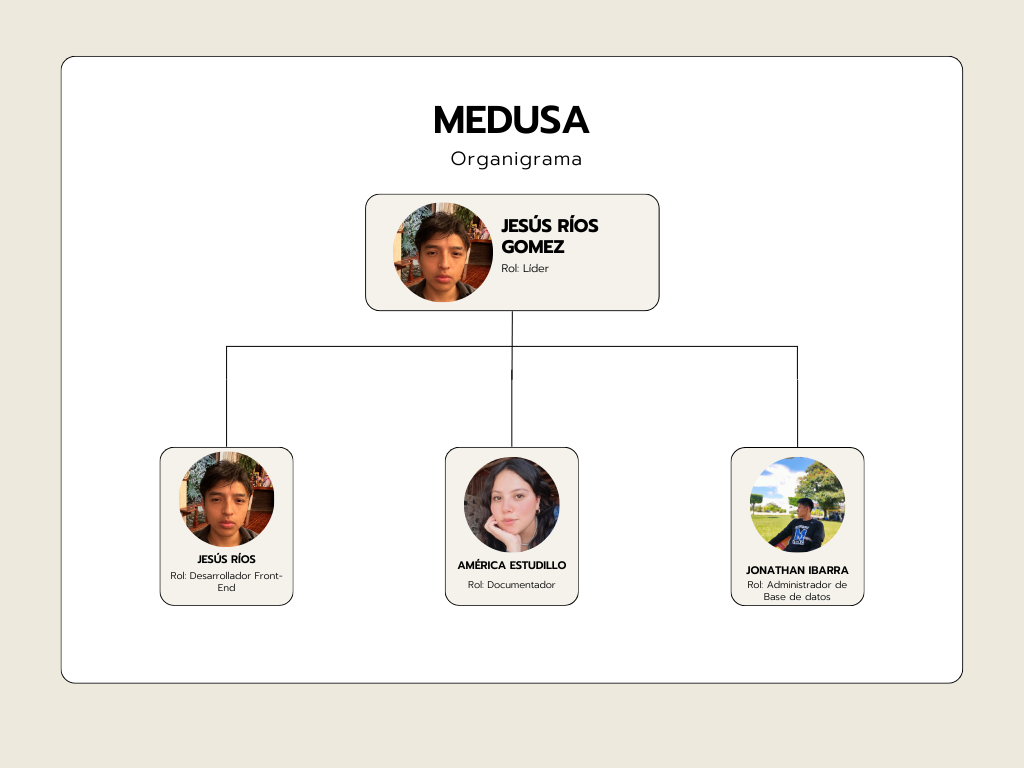 MEDUSA
Organigrama
JESÚS RÍOS
GOMEZ
Rol: Líder
JESÚS RÍOS
Rol: Desarrollador Front-
End
AMÉRICA ESTUDILLO
Rol: Documentador
JONATHAN IBARRA
Rol: Administrador de
Base de datos